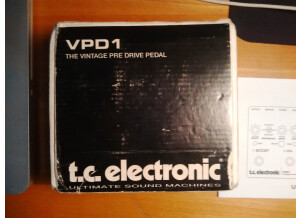 VPD1
THE VINTAGE PRE DRIVE PEDAL
t.c. electronic
ULTIMATE SOUND MACHINES